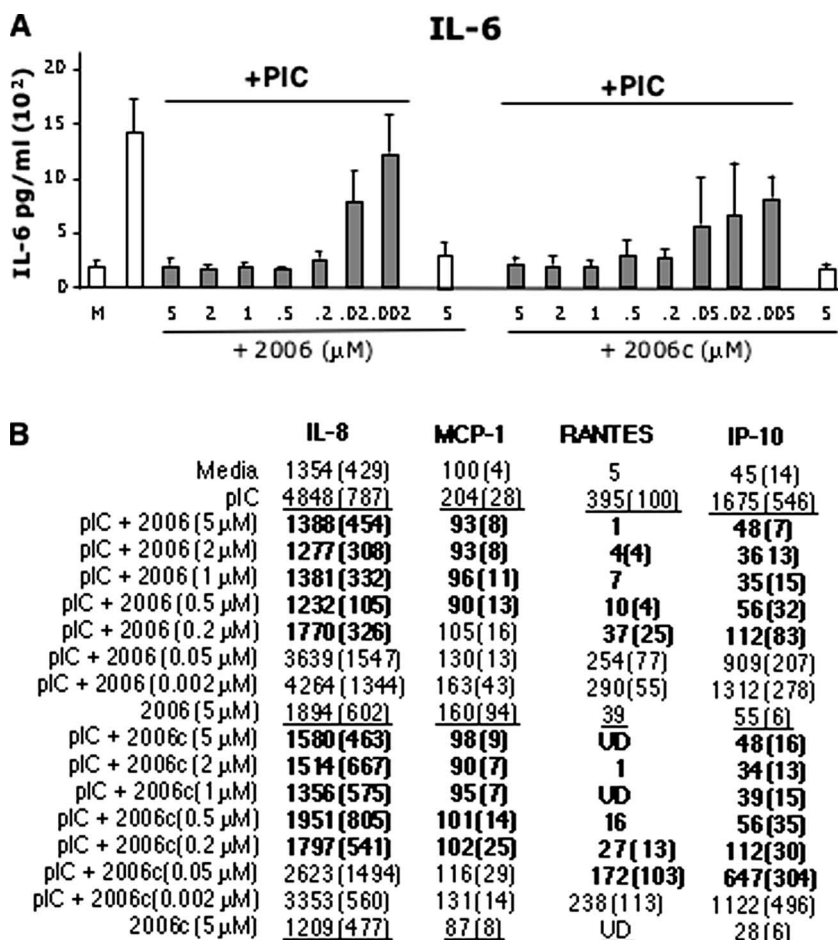 A
IL-6
+PIC
+PIC
IL-6 pg/ml (10²)
20
15
10
5
0
M 5 2 1 .5 .2 .02 .002 5 5 2 1 .5 .2 .05 .02 .005 5
+ 2006 (µM) + 2006c (µM)
B IL-8 MCP-1 RANTES IP-10
Media 1354(429) 100(4) 5 45(14)
pIC 4848(787) 204(28) 395(100) 1675(546)
pIC + 2006(5 µM) 1388(454) 93(8) 1 48(7)
pIC + 2006(2 µM) 1277(308) 93(8) 4(4) 36 13)
pIC + 2006(1 µM) 1381(332) 96(11) 7 35(15)
pIC + 2006(0.5 µM) 1232(105) 90(13) 10(4) 56(32)
pIC + 2006(0.2 µM) 1770(326) 105(16) 37(25) 112(83)
pIC + 2006(0.05 µM) 3639(1547) 130(13) 254(77) 909(207)
pIC + 2006(0.002 µM) 4264(1344) 163(43) 290(55) 1312(278)
2006(5 µM) 1894(602) 160(94) 39 55(6)
pIC + 2006c(5 µM) 1580(463) 98(9) UD 48(16)
pIC + 2006c(2 µM) 1514(667) 90(7) 1 34(13)
pIC + 2006c(1 µM) 1356(575) 95(7) UD 39(15)
pIC + 2006c(0.5 µM) 1951(805) 101(14) 16 56(35)
pIC + 2006c(0.2 µM) 1797(541) 102(25) 27(13) 112(30)
pIC + 2006c(0.05 µM) 2623(1494) 116(29) 172(103) 647(304)
pIC + 2006c(0.002 µM) 3353(560) 131(14) 238(113) 1122(496)
2006c(5 µM) 1209(477) 87(8) UD 28(6)